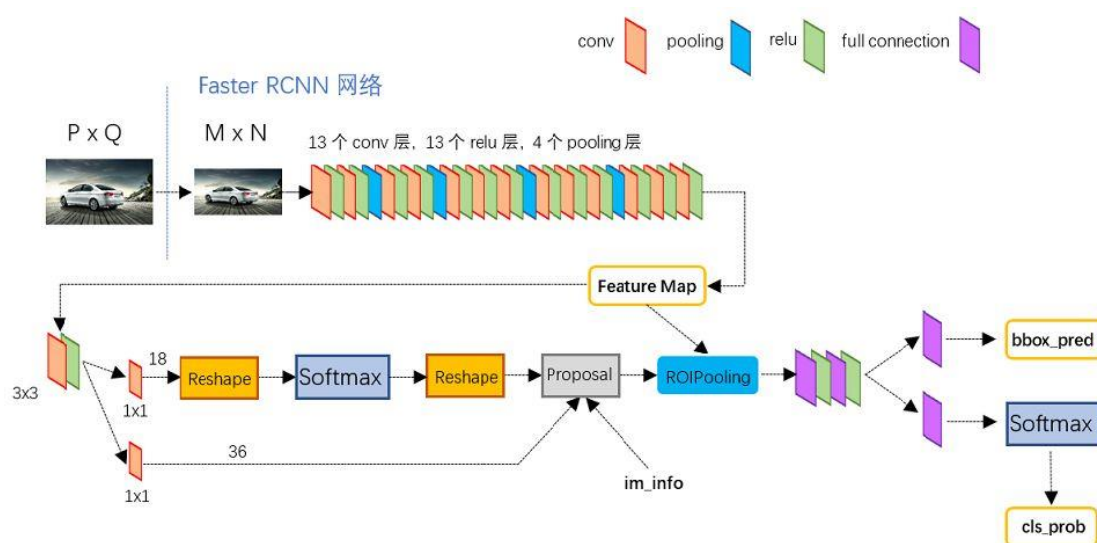 conv
pooling
relu
full connection
Faster RCNN 网络
P x Q
M x N
13 个 conv 层, 13 个 relu 层, 4 个 pooling 层
Feature Map
3x3
18
1x1
Reshape
Softmax
Reshape
Proposal
ROIPooling
bbox_pred
Softmax
36
1x1
im_info
cls_prob